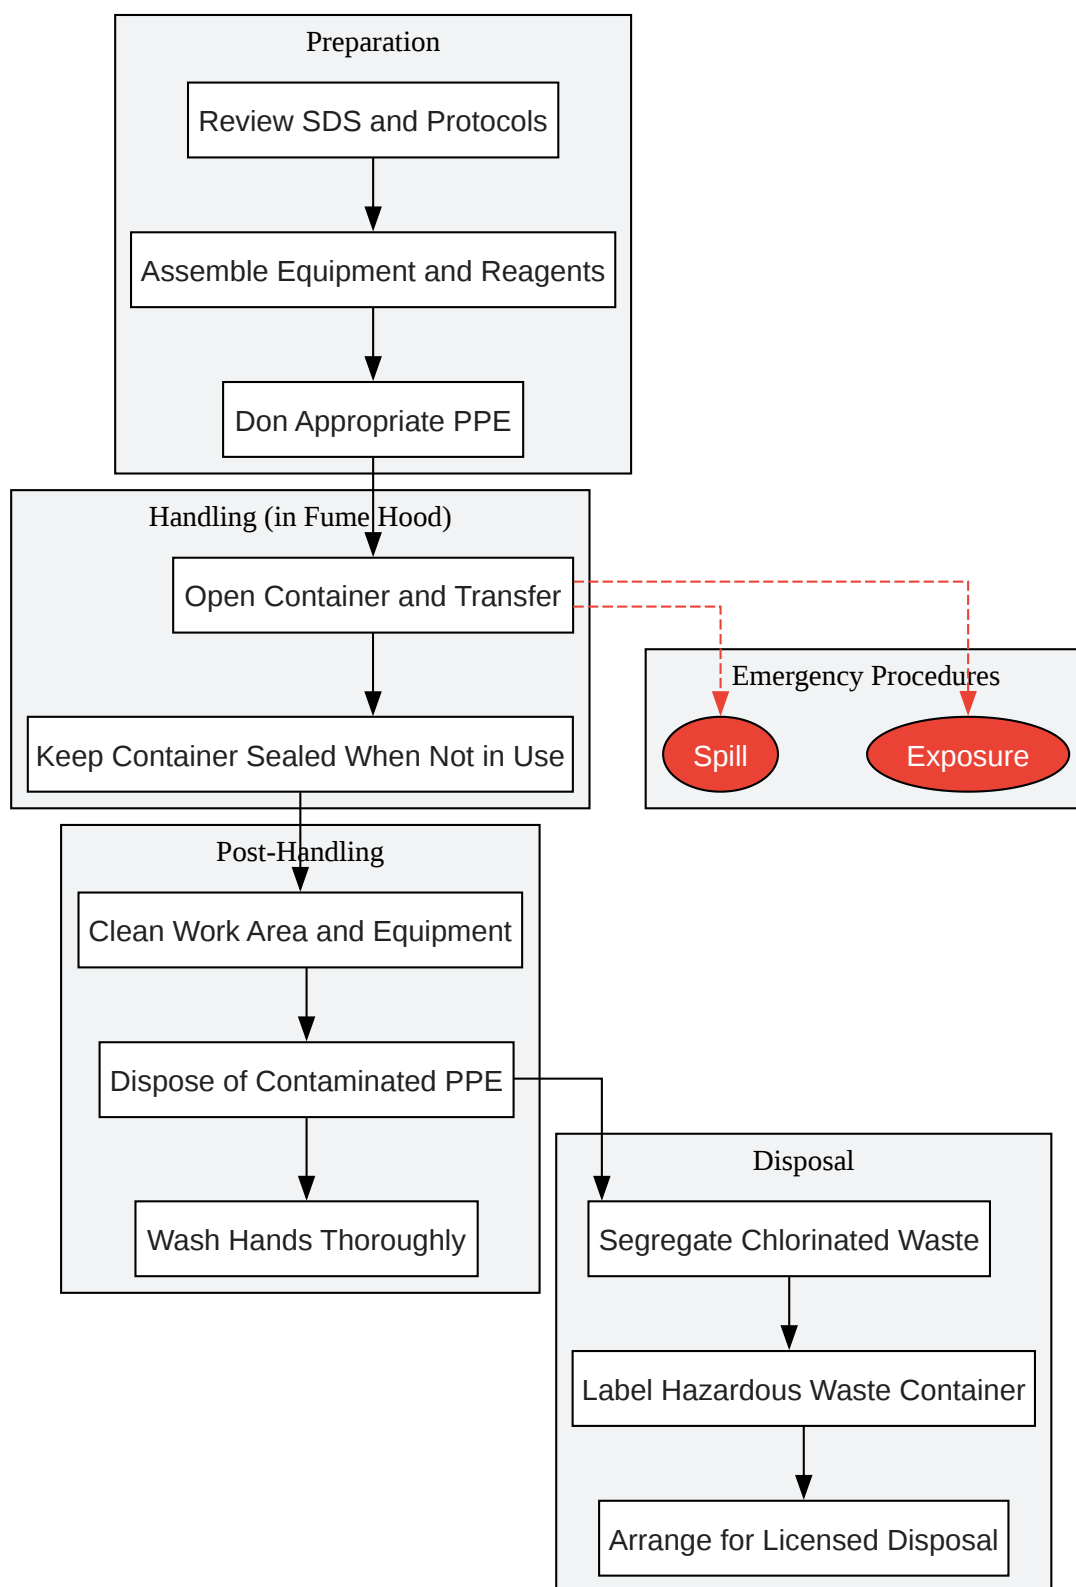 Preparation
Review SDS and Protocols
Assemble Equipment and Reagents
Don Appropriate PPE
Handling (in Fume Hood)
Open Container and Transfer
Keep Container Sealed When Not in Use
Emergency Procedures
Spill
Exposure
Post-Handling
Clean Work Area and Equipment
Dispose of Contaminated PPE
Wash Hands Thoroughly
Disposal
Segregate Chlorinated Waste
Label Hazardous Waste Container
Arrange for Licensed Disposal